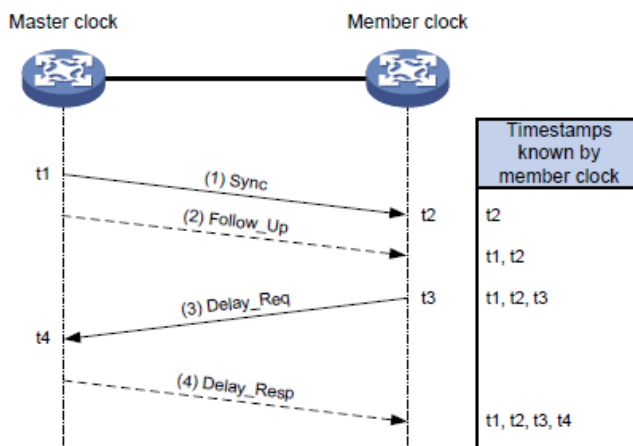 Master clock
Member clock
Timestamps
known by
member clock
t1
(1) Sync
t2
t2
(2) Follow_Up
t1, t2
t3
t1, t2, t3
(3) Delay_Req
t4
(4) Delay_Resp
t1, t2, t3, t4